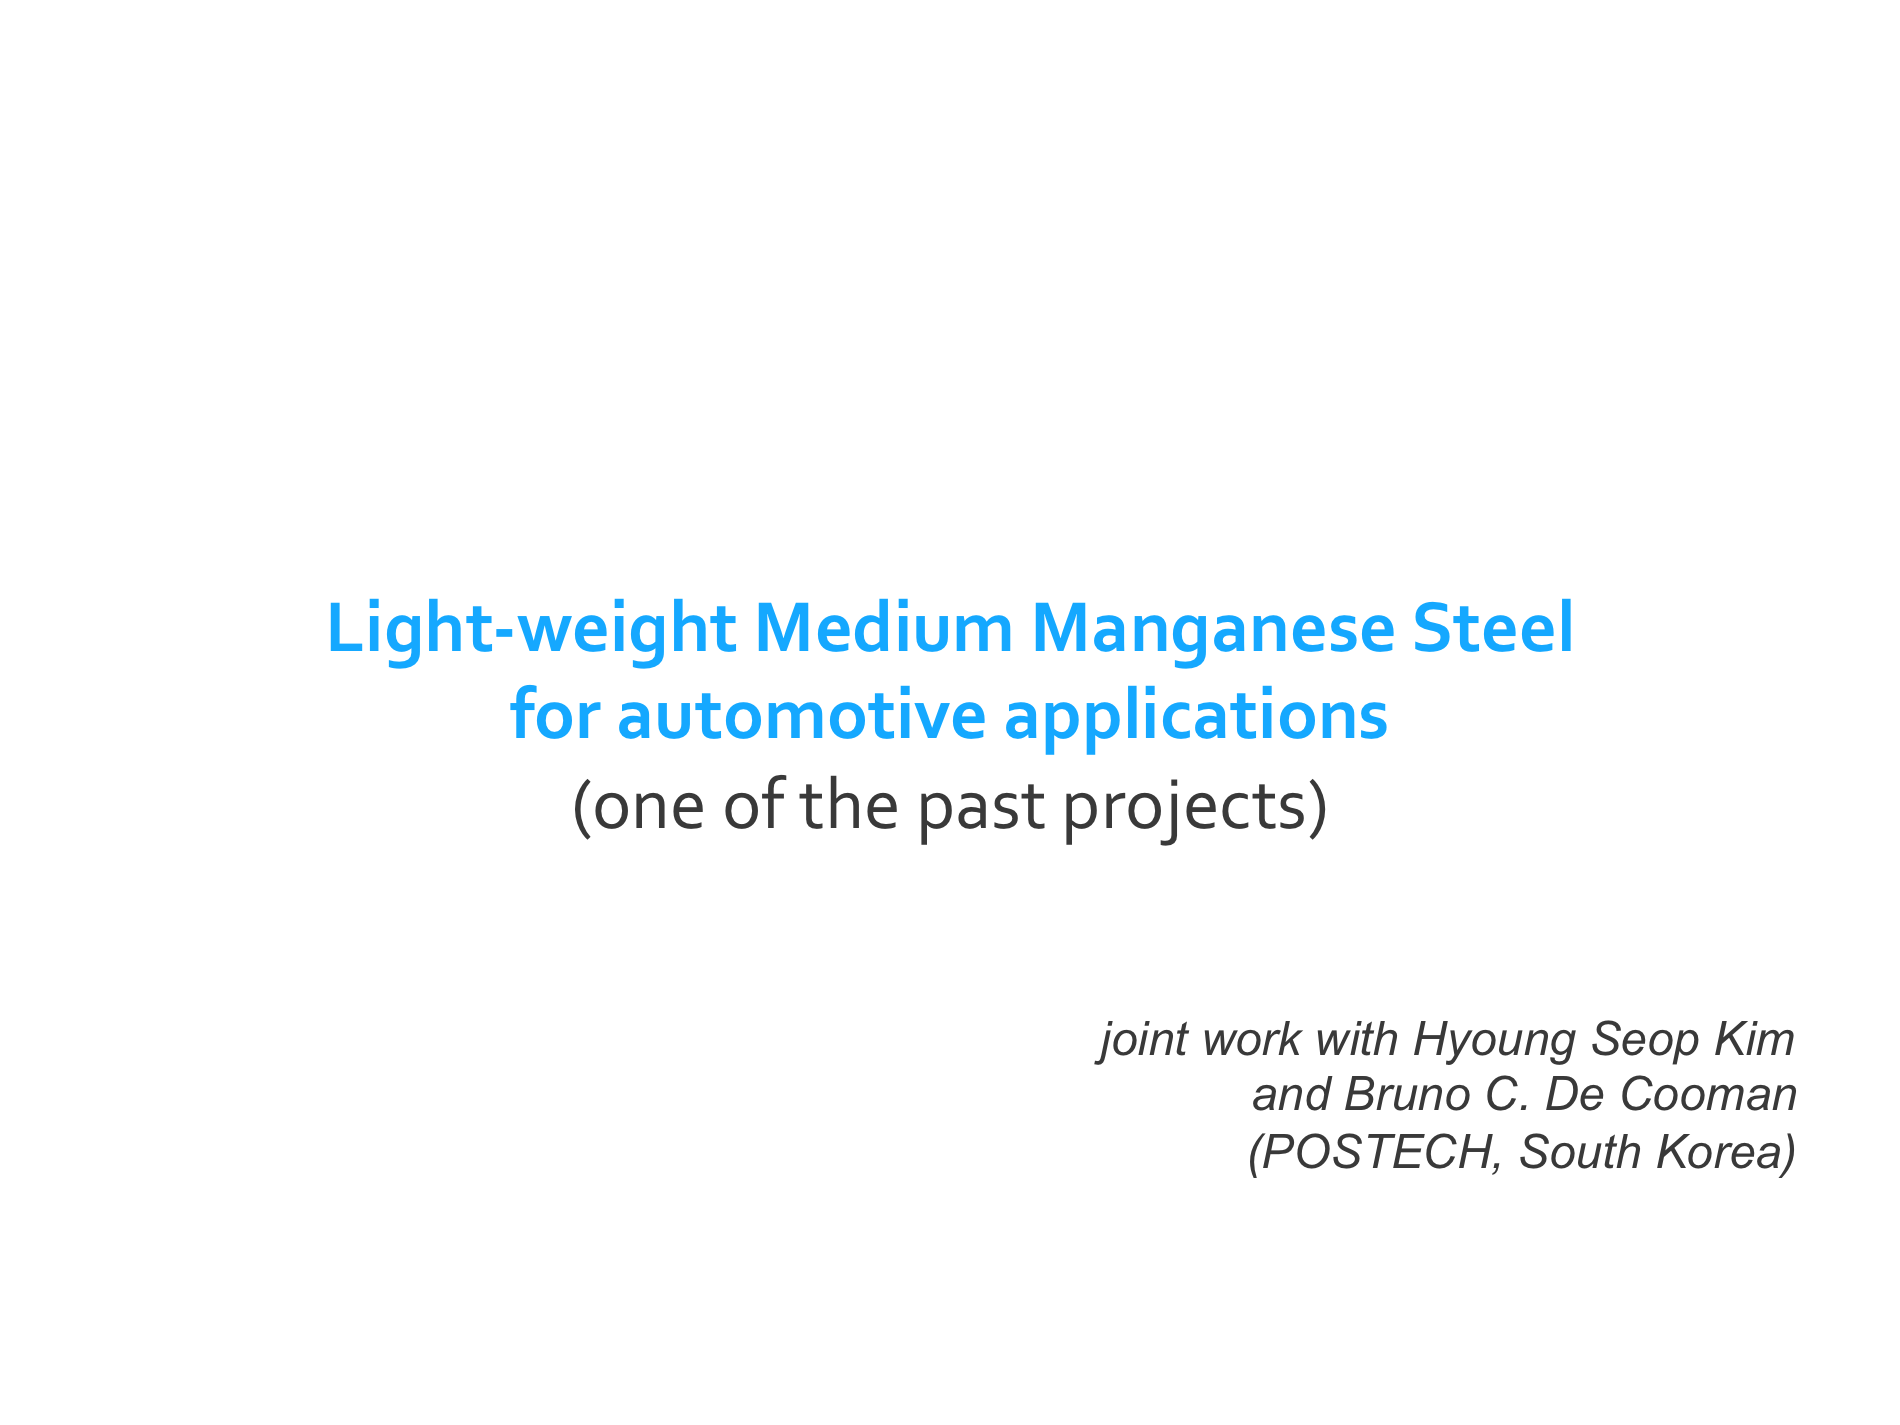 Light-weight Medium Manganese Steel
for automotive applications
(one of the past projects)
joint work with Hyoung Seop Kim
and Bruno C. De Cooman
(POSTECH, South Korea)